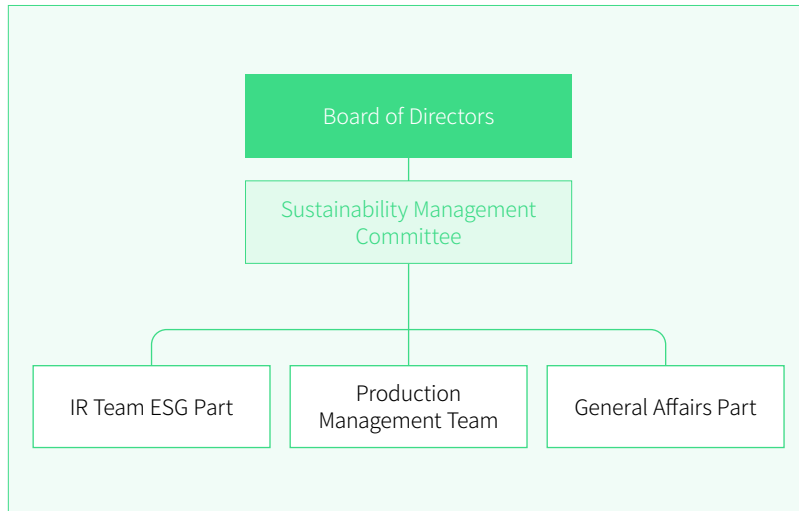 Board of Directors
Sustainability Management
Committee
IR Team ESG Part
Production
Management Team
General Affairs Part